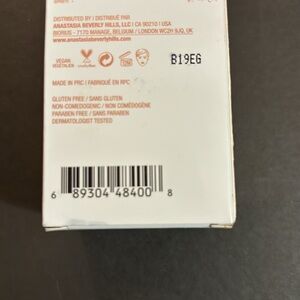 DISTRIBUTED BY / DISTRIBUÉ PAR
ANASTASIA BEVERLY HILLS, LLC | CA 90210 | USA
BIORIUS - 7170 MANAGE, BELGIUM / LONDON WC2H 9JQ, UK
www.anastasiabeverlyhills.com
VEGAN
VÉGÉTALIEN
B19EG
MADE IN PRC / FABRIQUÉ EN RPC
GLUTEN FREE / SANS GLUTEN
NON-COMEDOGENIC / NON COMÉDOGÈNE
PARABEN FREE / SANS PARABEN
DERMATOLOGIST TESTED
6 89304 48400 8